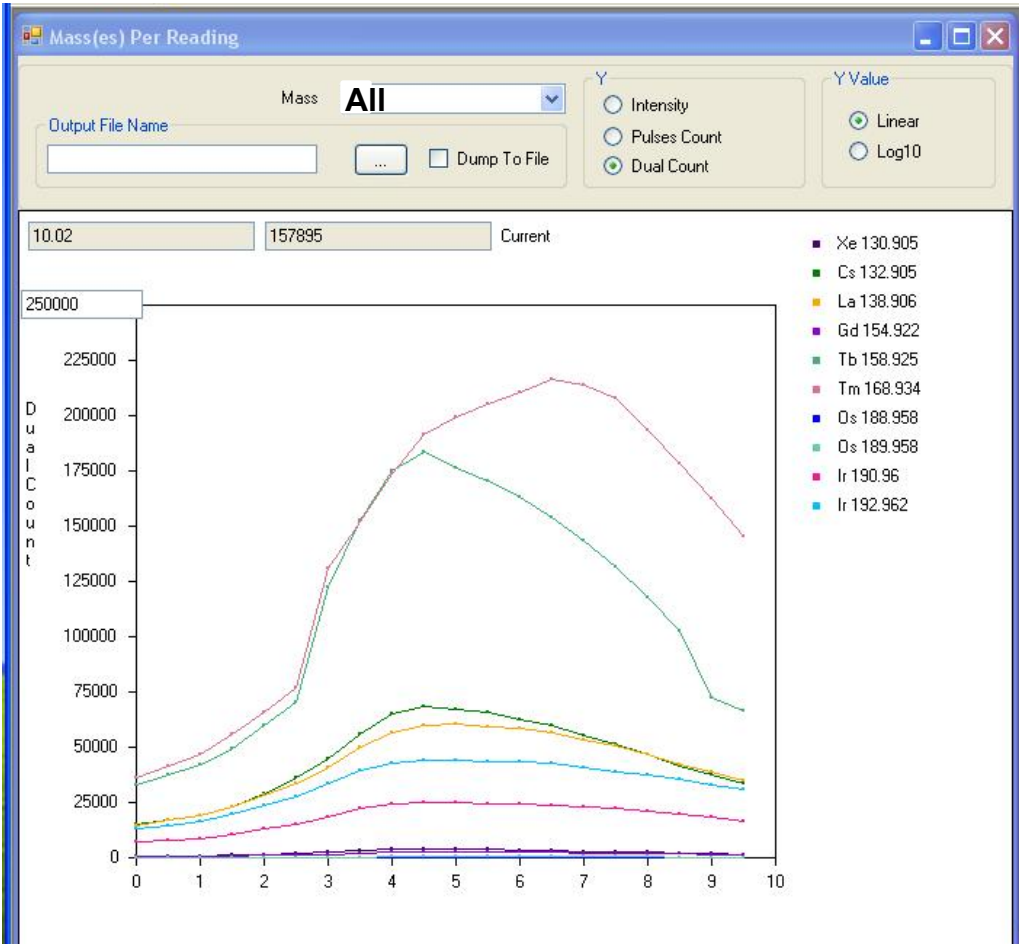 Mass(es) Per Reading
Mass All
Output File Name
... Dump To File
Y
Intensity
Pulses Count
Dual Count
Y Value
Linear
Log10
10.02 157895 Current
Xe 130.905
Cs 132.905
La 138.906
Gd 154.922
Tb 158.925
Tm 168.934
Os 188.958
Os 189.958
Ir 190.96
Ir 192.962
250000
225000
200000
175000
150000
125000
100000
75000
50000
25000
0
Dual Count
0 1 2 3 4 5 6 7 8 9 10